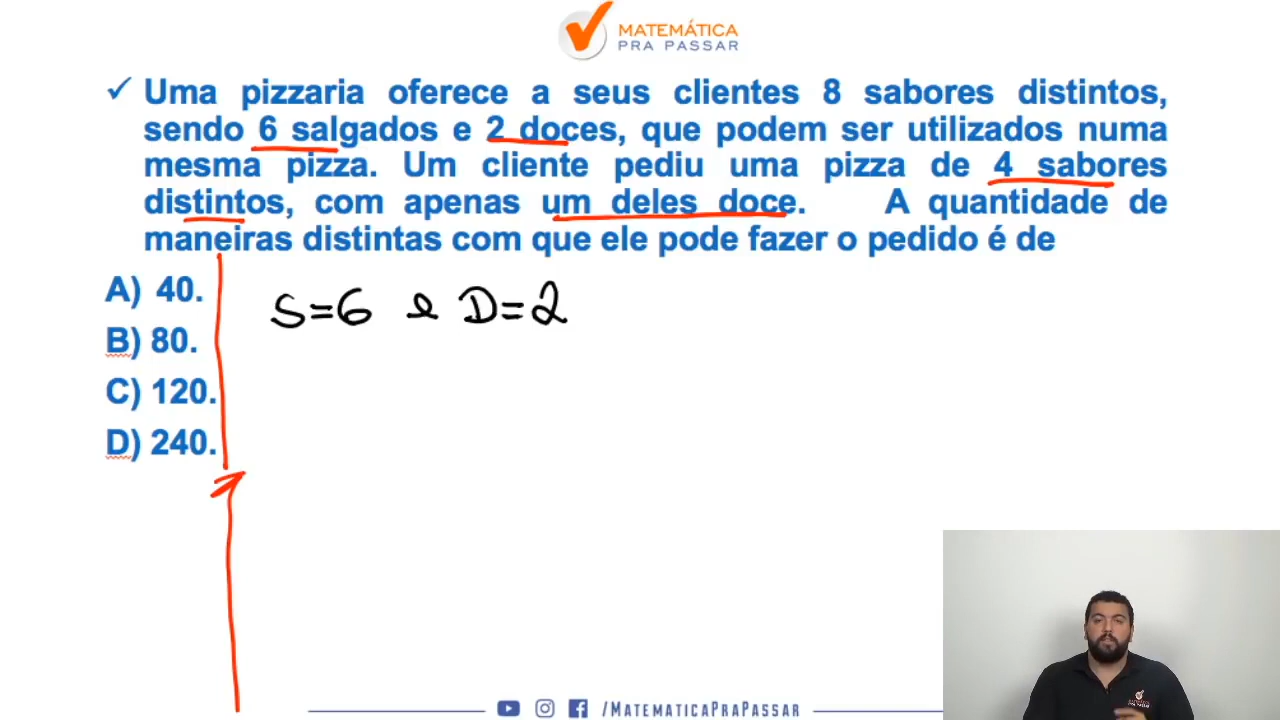 MATEMÁTICA
PRA PASSAR
✓ Uma pizzaria oferece a seus clientes 8 sabores distintos,
sendo 6 salgados e 2 doces, que podem ser utilizados numa
mesma pizza. Um cliente pediu uma pizza de 4 sabores
distintos, com apenas um deles doce. A quantidade de
maneiras distintas com que ele pode fazer o pedido é de
A) 40.
B) 80.
C) 120.
D) 240.
S=6 e D=2
/MATEMATICAPRAPASSAR